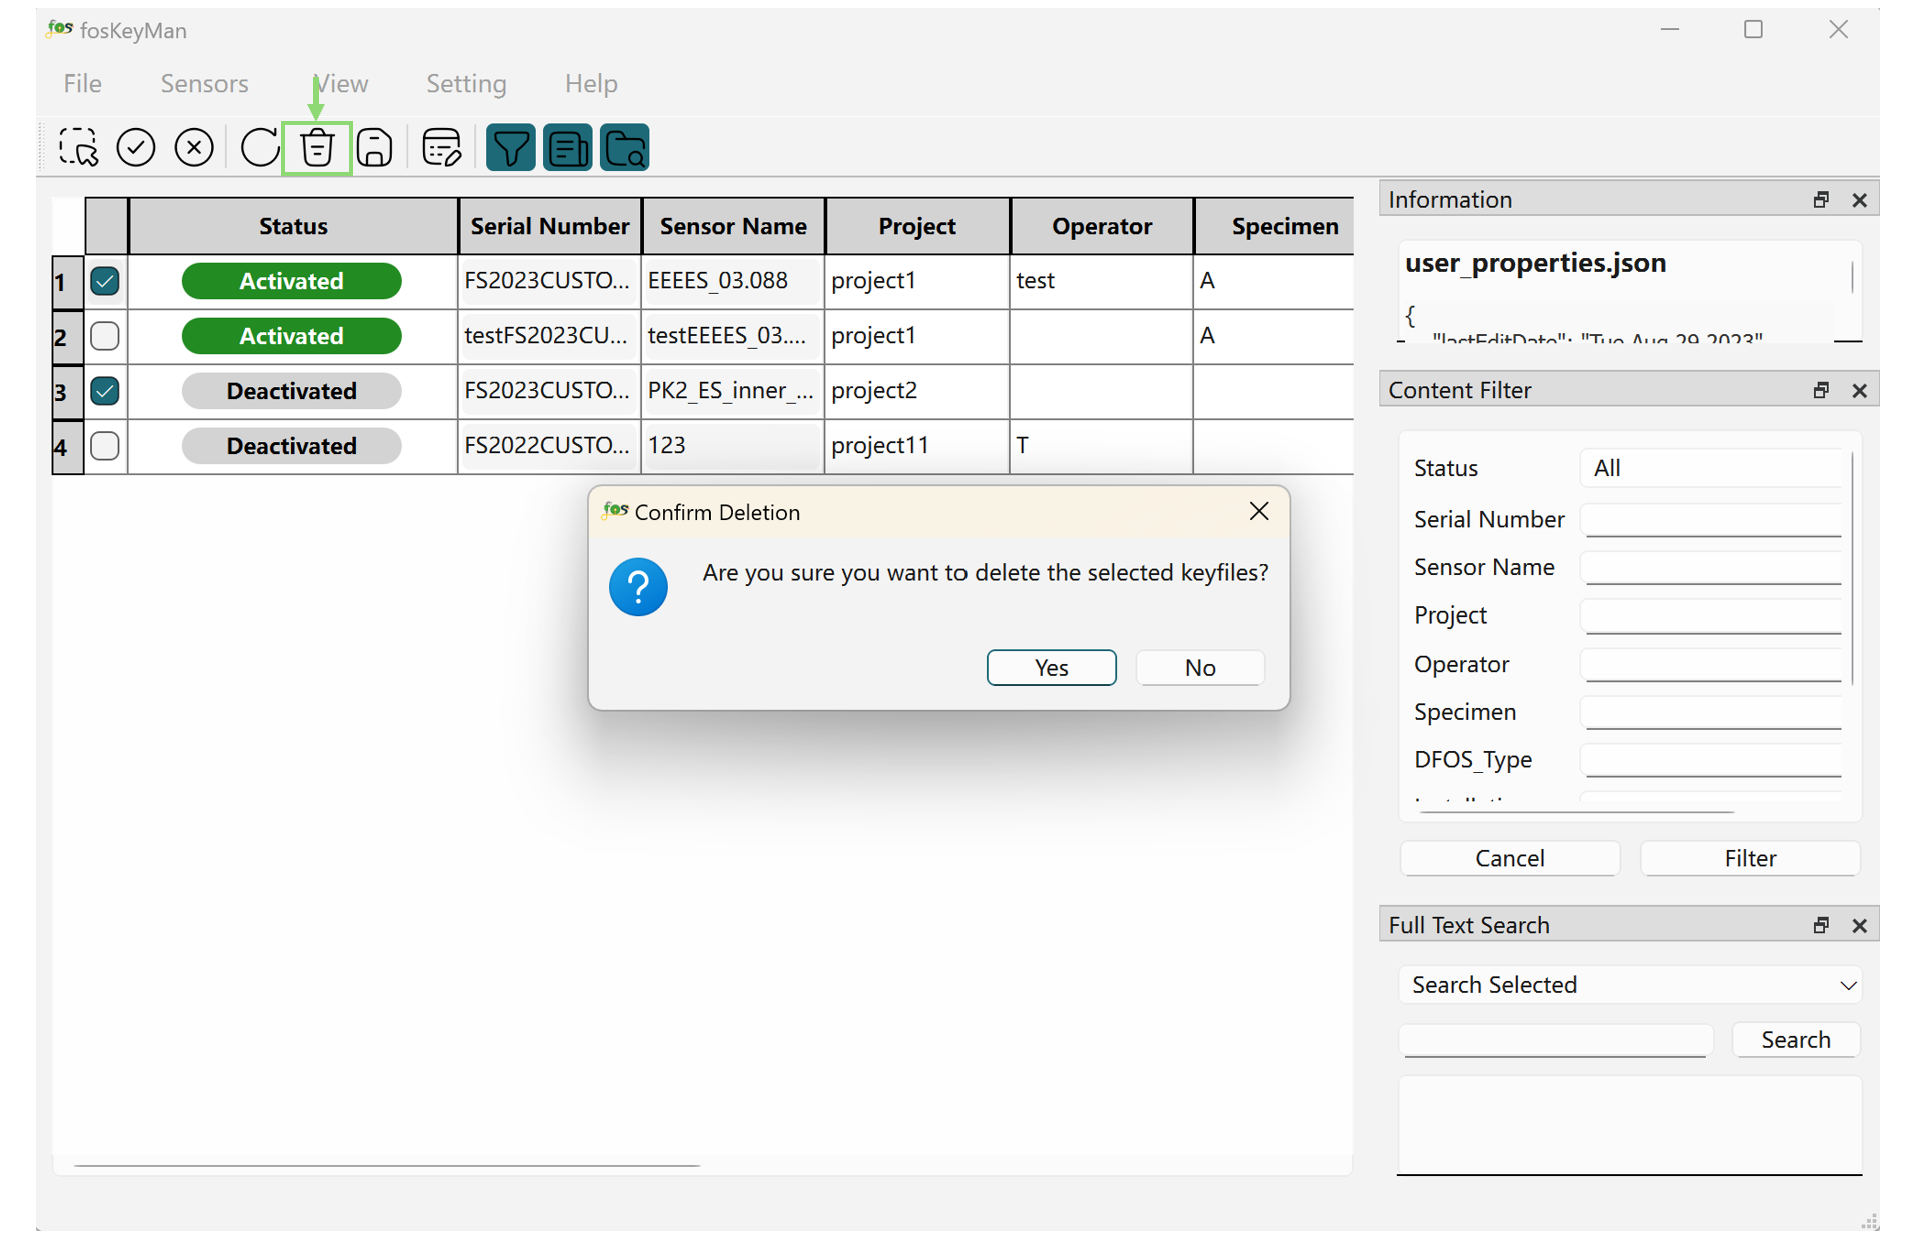 fos fosKeyMan
File Sensors View Setting Help
Status Serial Number Sensor Name Project Operator Specimen
1 Activated FS2023CUSTO... EEEES_03.088 project1 test A
2 Activated testFS2023CU... testEEEES_03.... project1 A
3 Deactivated FS2023CUSTO... PK2_ES_inner_... project2
4 Deactivated FS2022CUSTO... 123 project11 T
fos Confirm Deletion
Are you sure you want to delete the selected keyfiles?
Yes No
Information
user_properties.json
{
"lastEditDate": "Tue Aug 29 2023"
Content Filter
Status All
Serial Number
Sensor Name
Project
Operator
Specimen
DFOS_Type
Cancel Filter
Full Text Search
Search Selected
Search